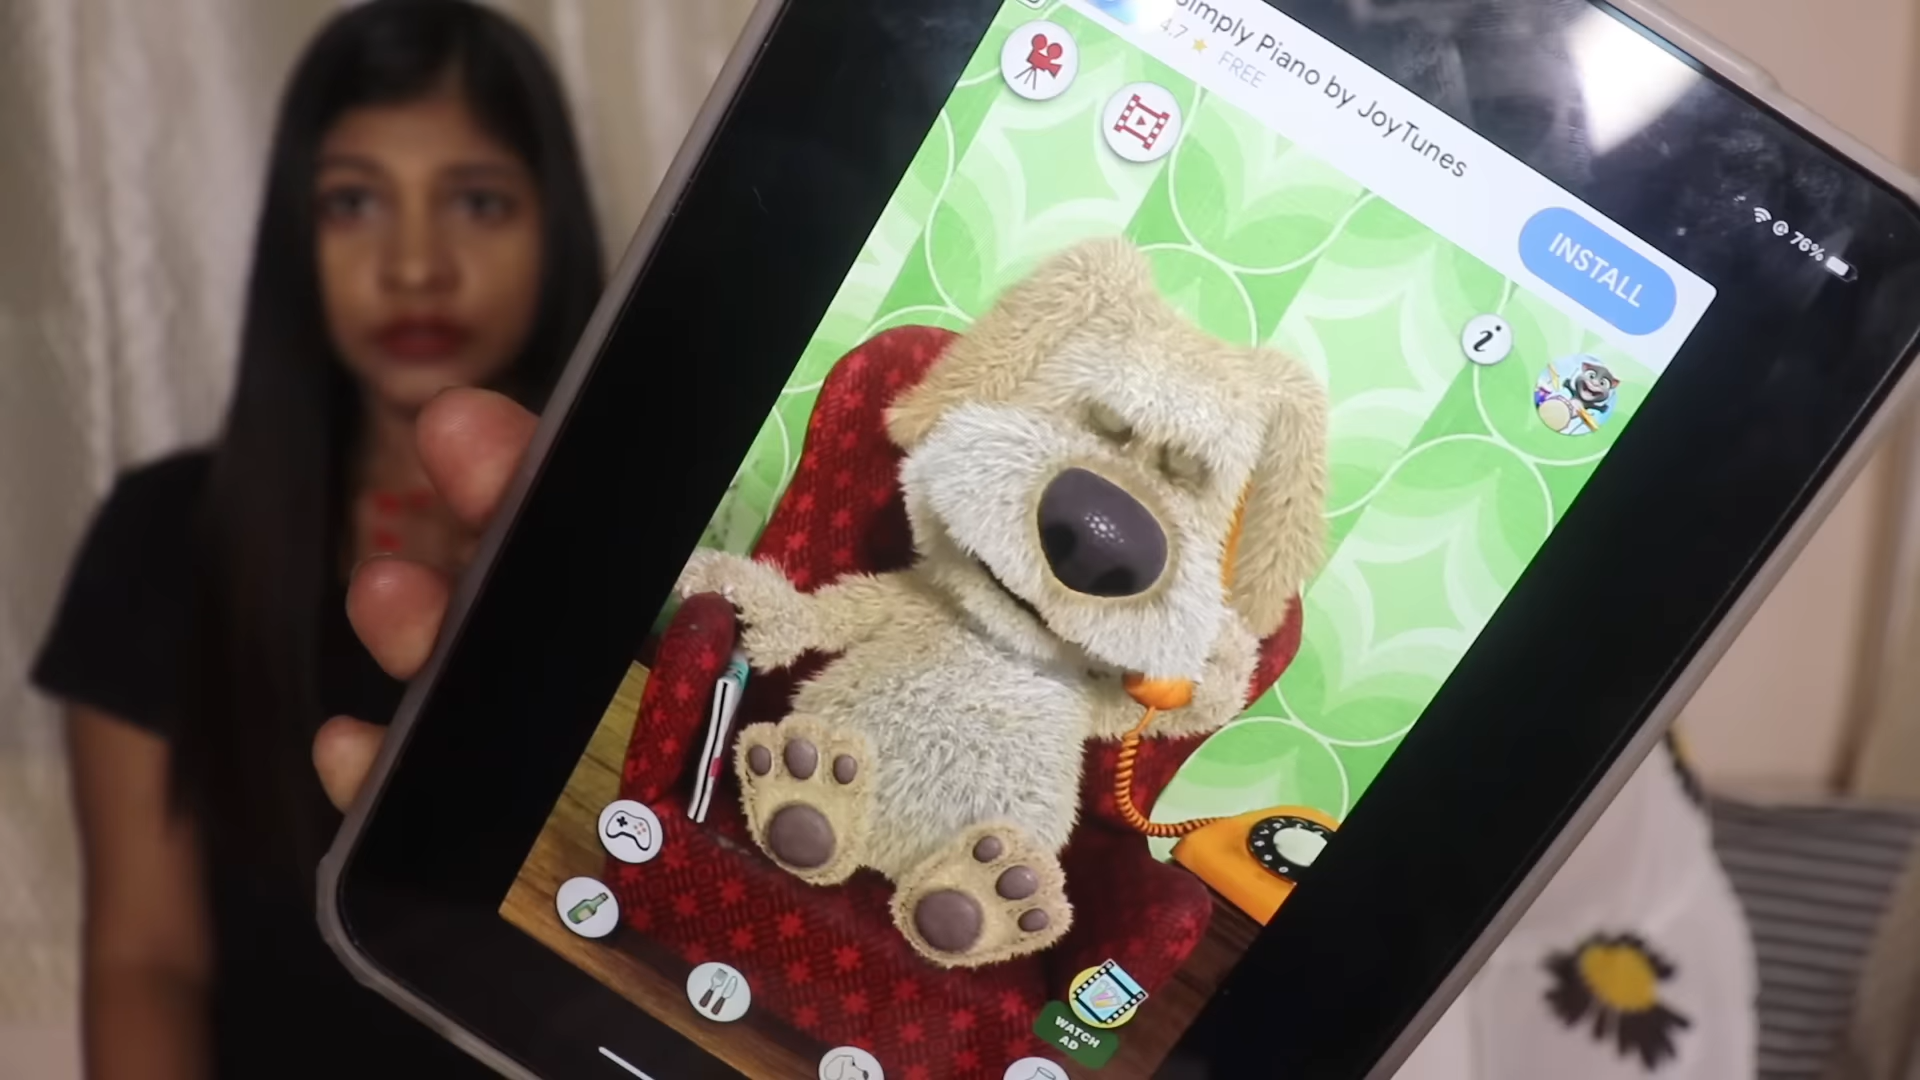 Simply Piano by JoyTunes
4.7 ★ FREE
INSTALL
76%
i
WATCH
AD